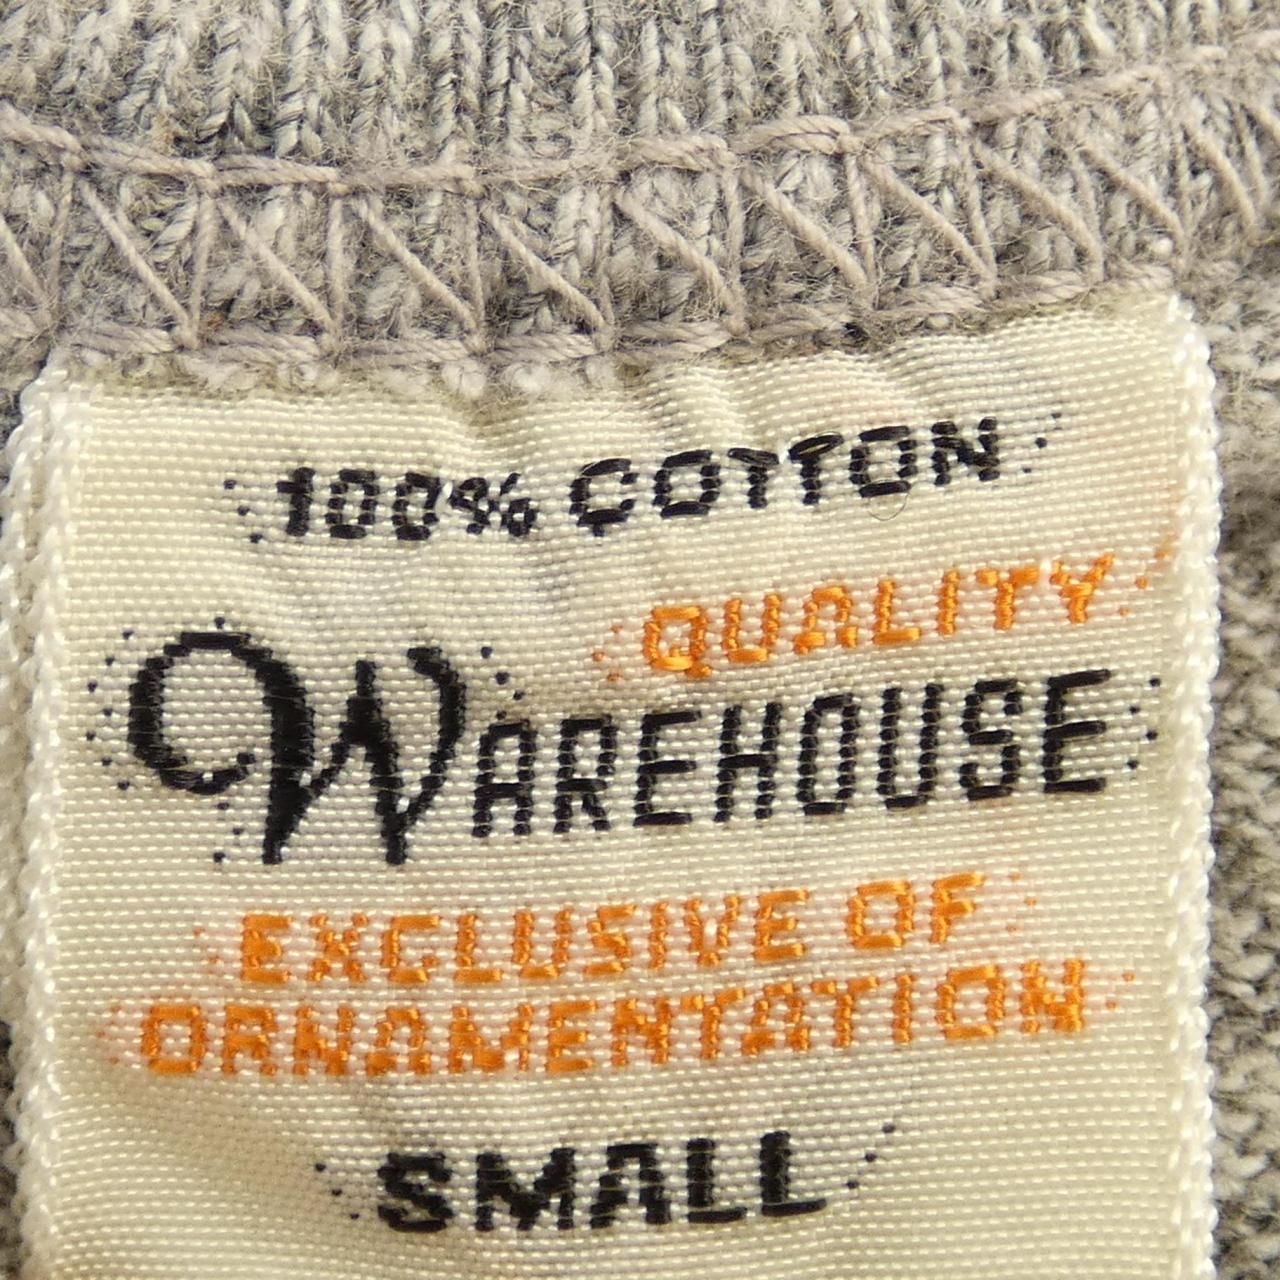 100% COTTON
QUALITY
WAREHOUSE
EXCLUSIVE OF
ORNAMENTATION
SMALL